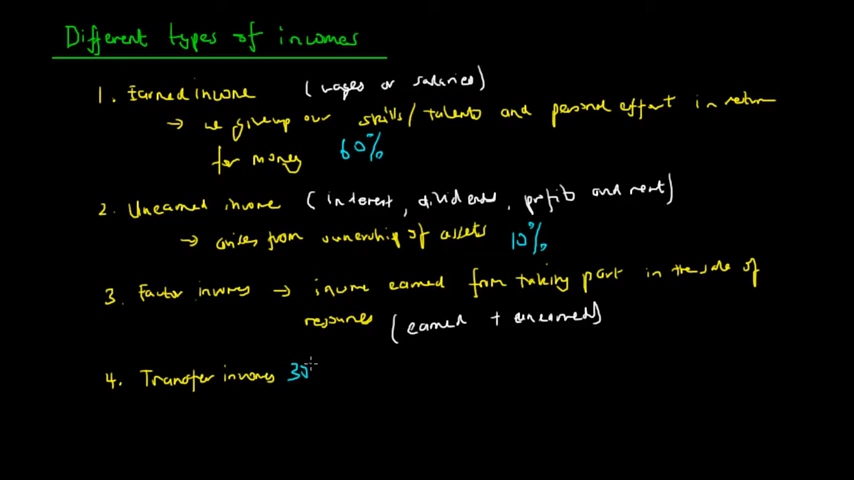 Different types of incomes
1. Earned income (wages or salaries)
→ we give up our skills/talents and personal effort in return
for money 60%
2. Unearned income (interest, dividends, profits and rent)
→ arises from ownership of assets 10%
3. Factor incomes → income earned from taking part in the sale of
resources (earned + unearned)
4. Transfer incomes 30